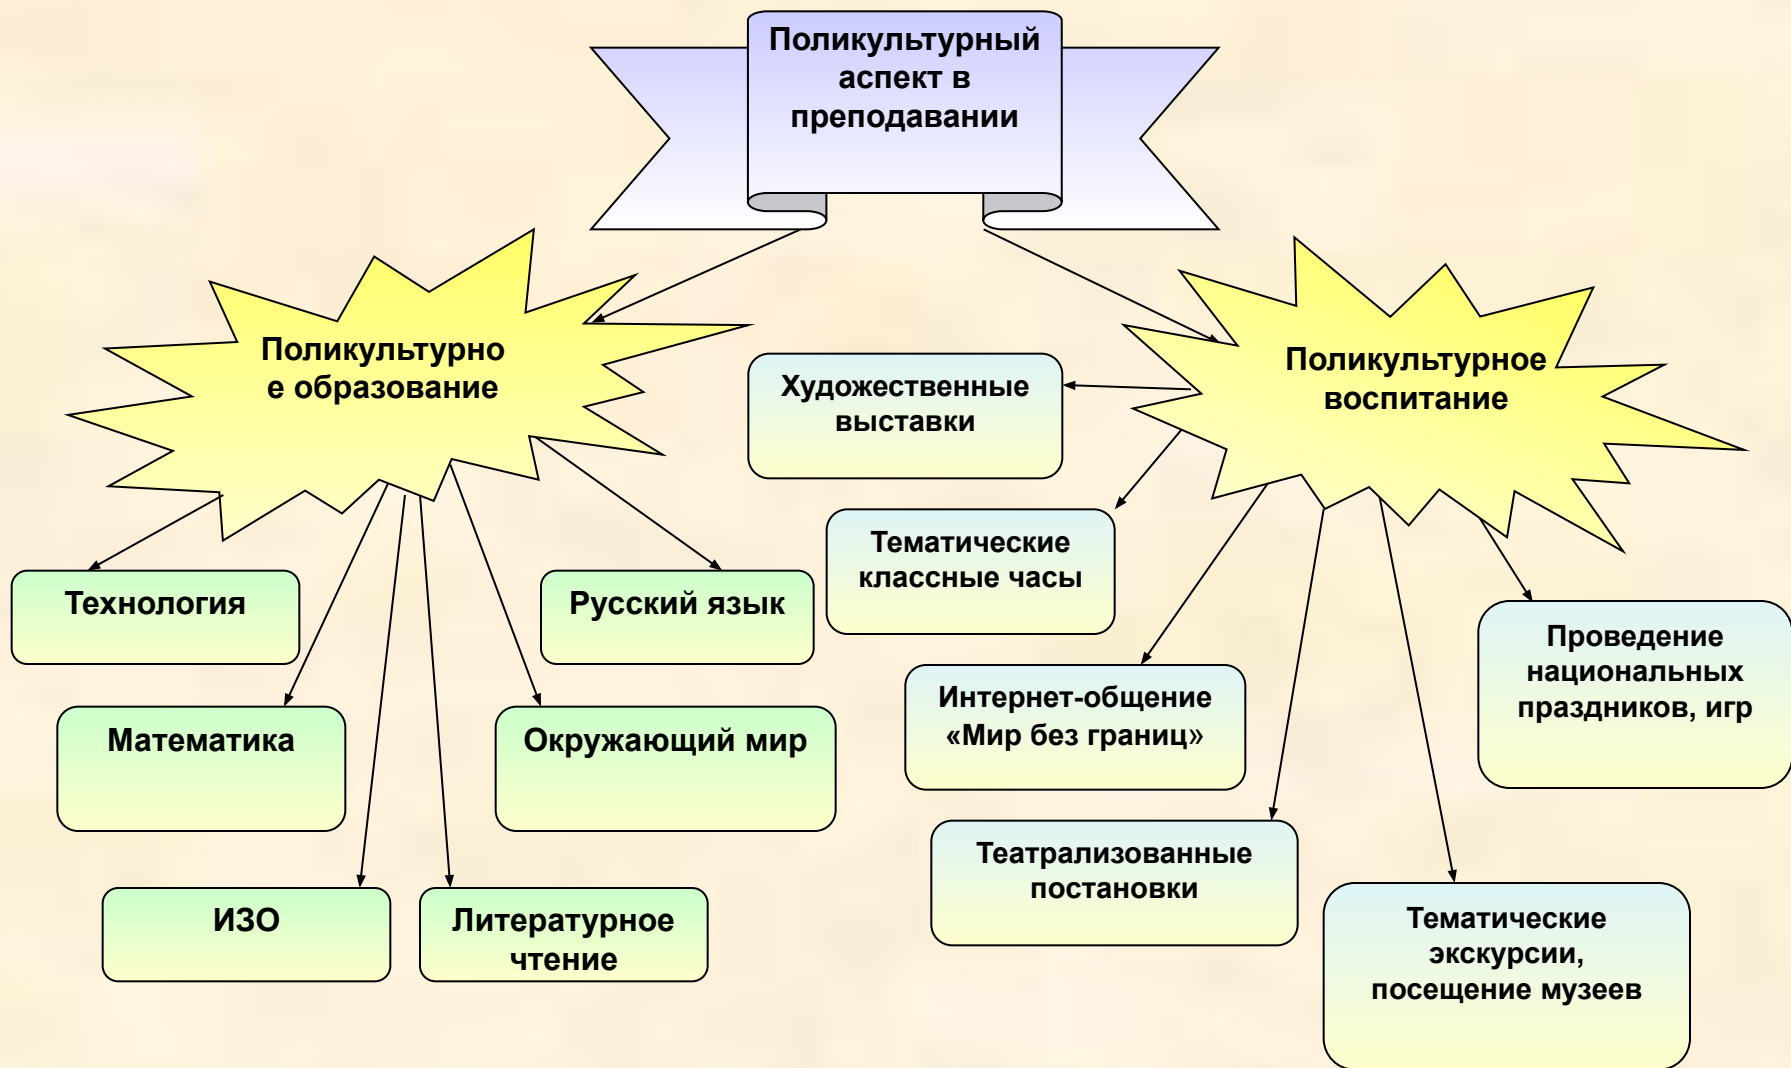 Поликультурный
аспект в
преподавании
Поликультурно
е образование
Поликультурное
воспитание
Художественные
выставки
Тематические
классные часы
Технология
Русский язык
Проведение
национальных
праздников, игр
Интернет-общение
«Мир без границ»
Математика
Окружающий мир
Театрализованные
постановки
ИЗО
Литературное
чтение
Тематические
экскурсии,
посещение музеев